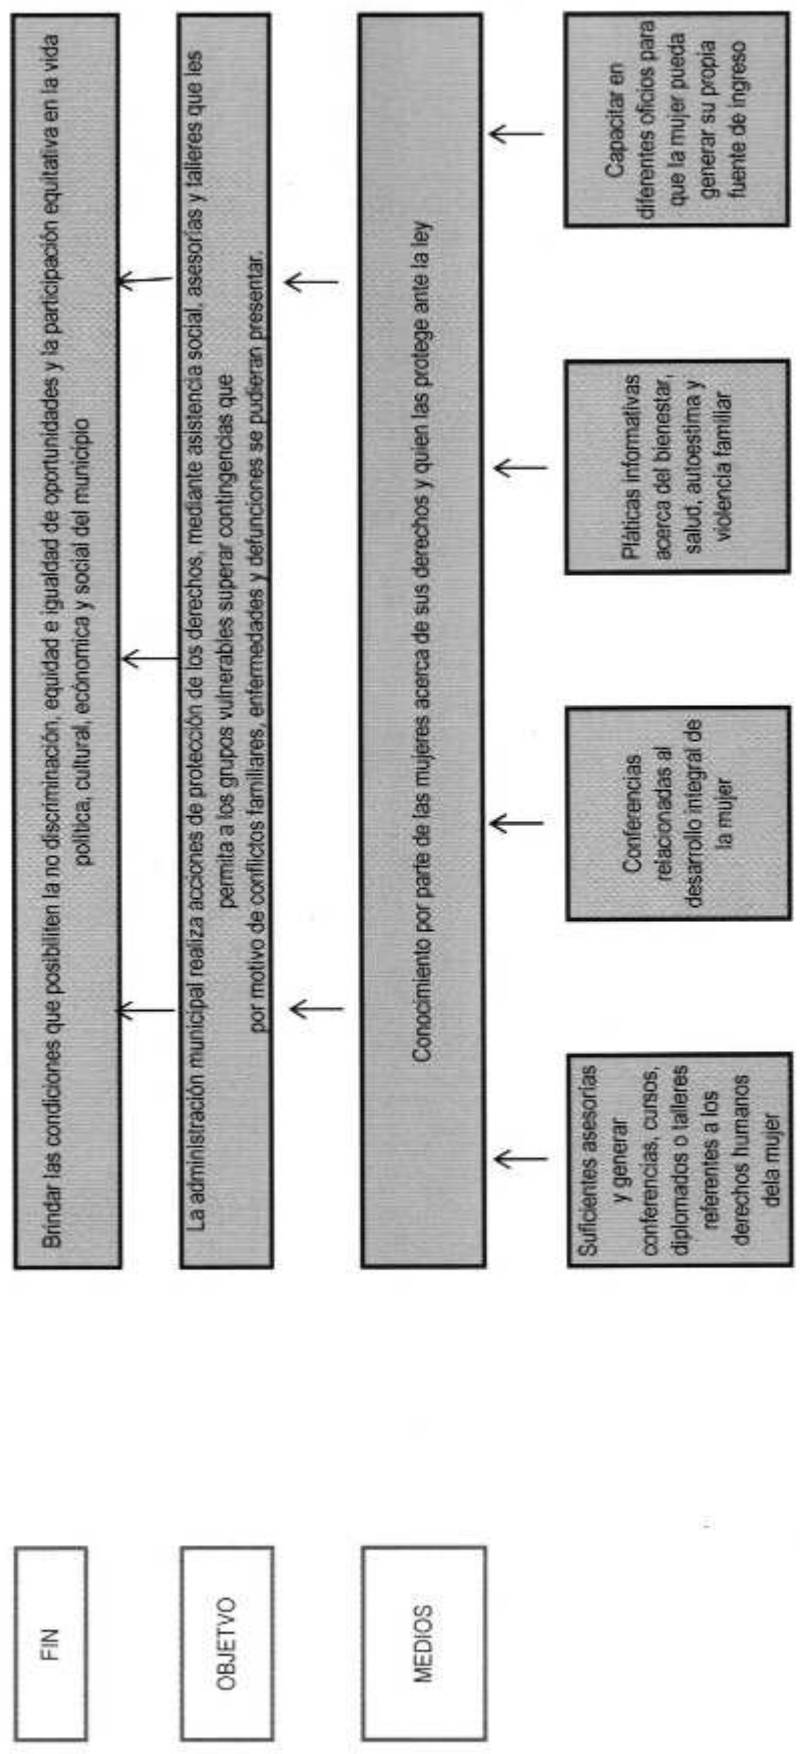 FIN
Brindar las condiciones que posibiliten la no discriminación, equidad e igualdad de oportunidades y la participación equitativa en la vida
política, cultural, ecónomica y social del municipio
OBJETVO
La administración municipal realiza acciones de protección de los derechos, mediante asistencia social, asesorías y talleres que les
permita a los grupos vulnerables superar contingencias que
por motivo de conflictos familiares, enfermedades y defunciones se pudieran presentar.
MEDIOS
Conocimiento por parte de las mujeres acerca de sus derechos y quien las protege ante la ley
Suficientes asesorías
y generar
conferencias, cursos,
diplomados o talleres
referentes a los
derechos humanos
dela mujer
Conferencias
relacionadas al
desarrollo integral de
la mujer
Pláticas informativas
acerca del bienestar,
salud, autoestima y
violencia familiar
Capacitar en
diferentes oficios para
que la mujer pueda
generar su propia
fuente de ingreso